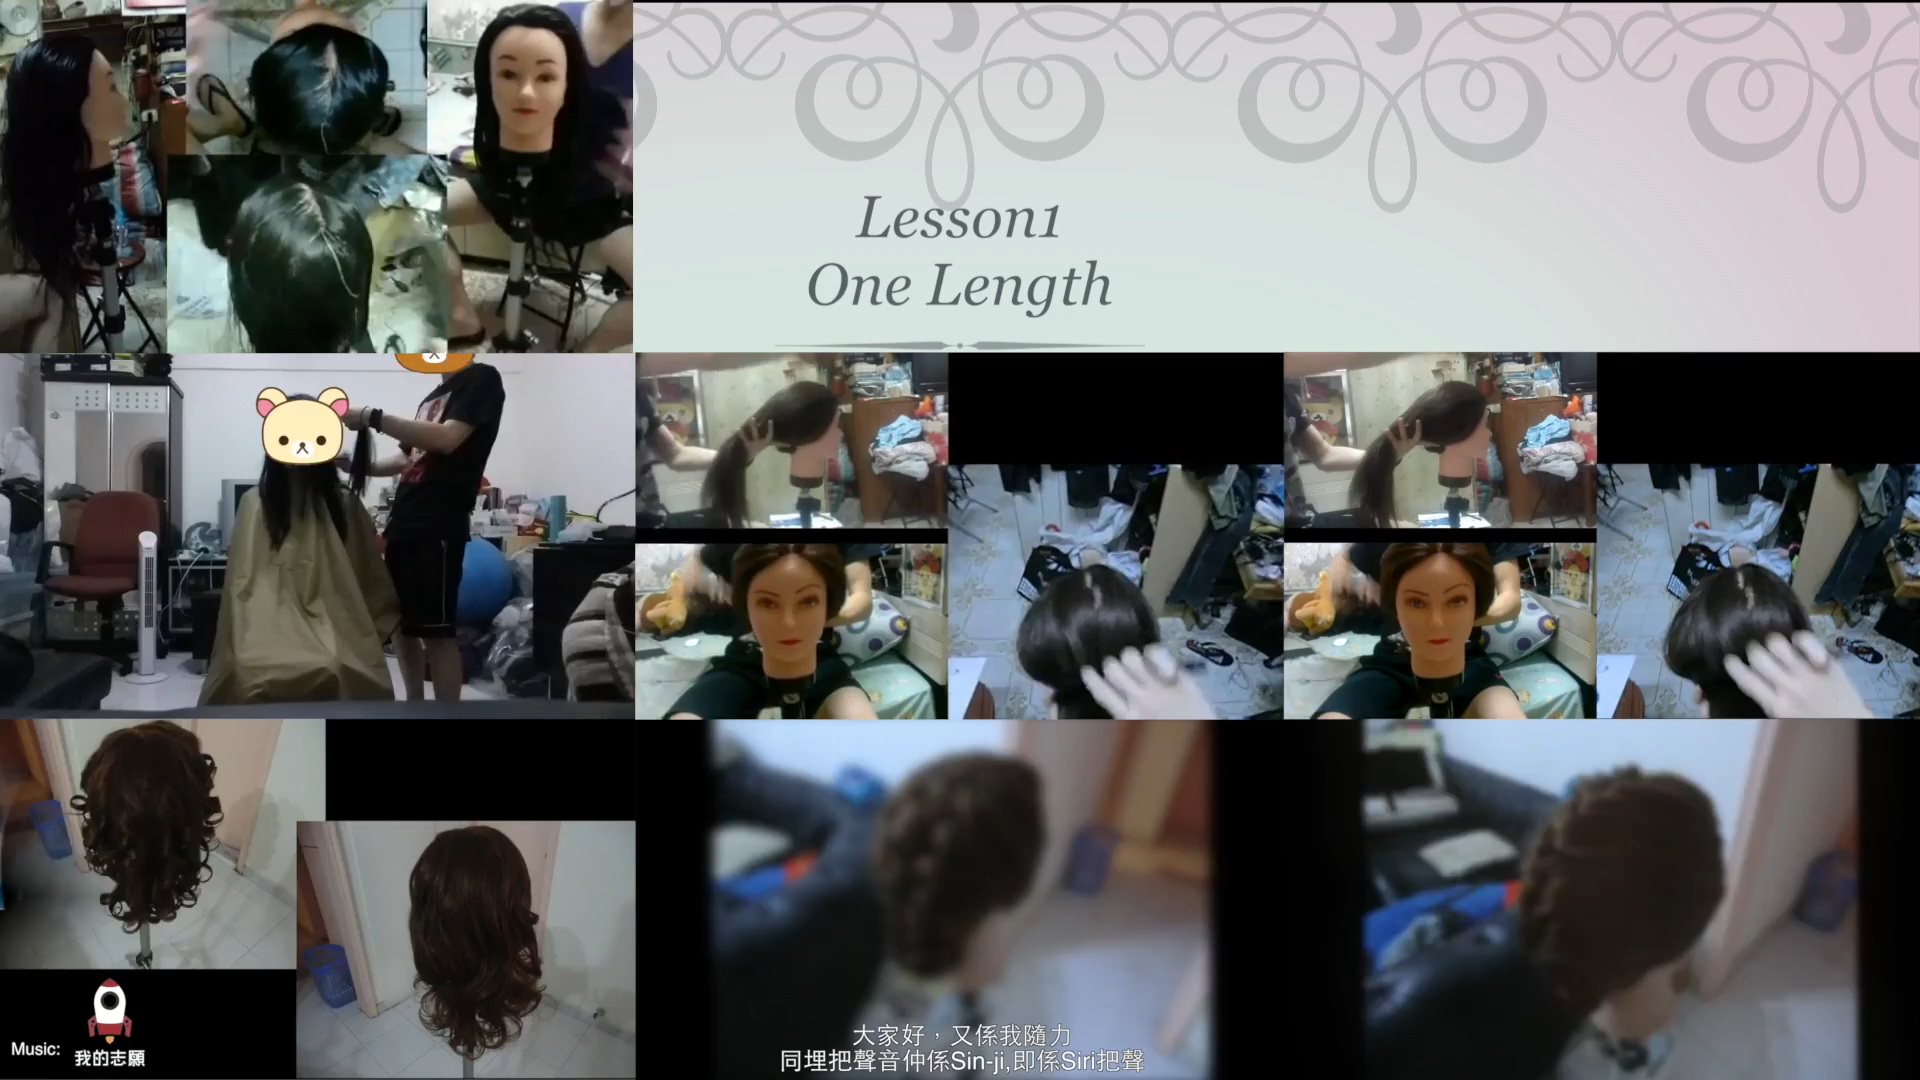 Lesson1
One Length
Music:
我的志願
大家好，又係我隨力
同埋把聲音仲係Sin-ji,即係Siri把聲